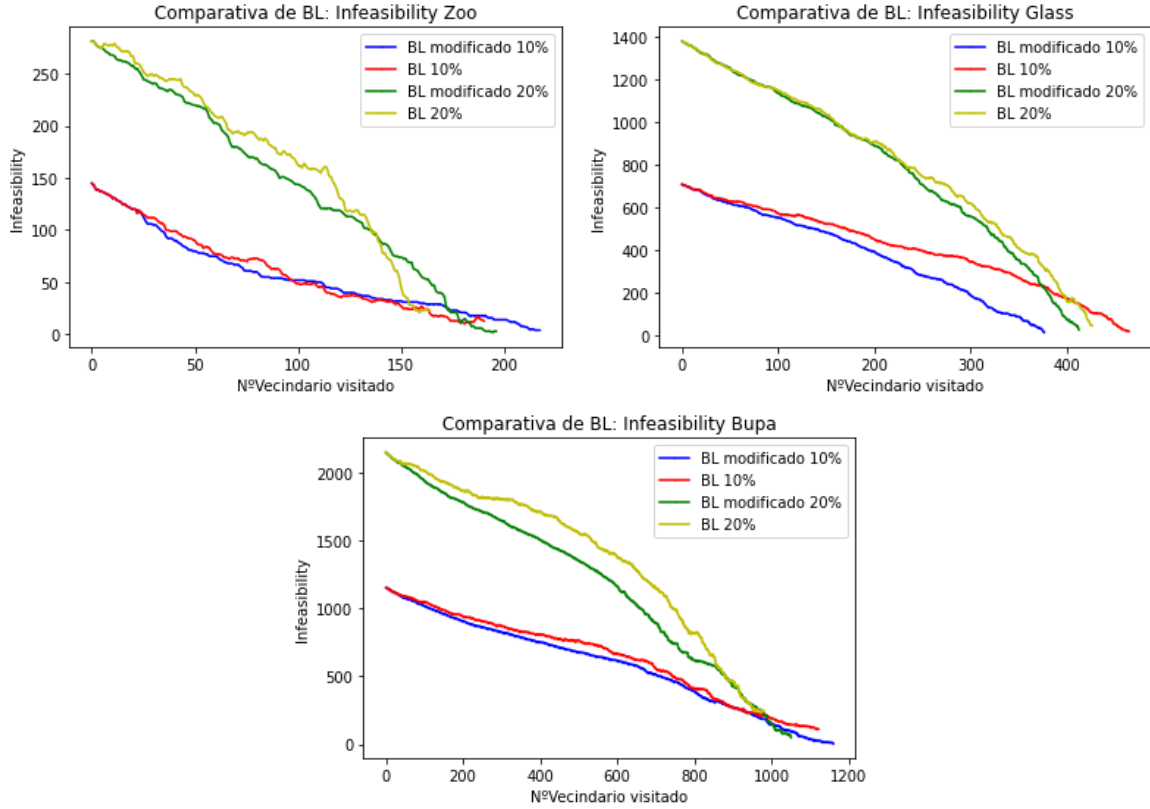 Comparativa de BL: Infeasibility Zoo
BL modificado 10%
BL 10%
BL modificado 20%
BL 20%
Infeasibility
250
200
150
100
50
0
0 50 100 150 200
NºVecindario visitado
Comparativa de BL: Infeasibility Glass
BL modificado 10%
BL 10%
BL modificado 20%
BL 20%
Infeasibility
1400
1200
1000
800
600
400
200
0
0 100 200 300 400
NºVecindario visitado
Comparativa de BL: Infeasibility Bupa
BL modificado 10%
BL 10%
BL modificado 20%
BL 20%
Infeasibility
2000
1500
1000
500
0
0 200 400 600 800 1000 1200
NºVecindario visitado